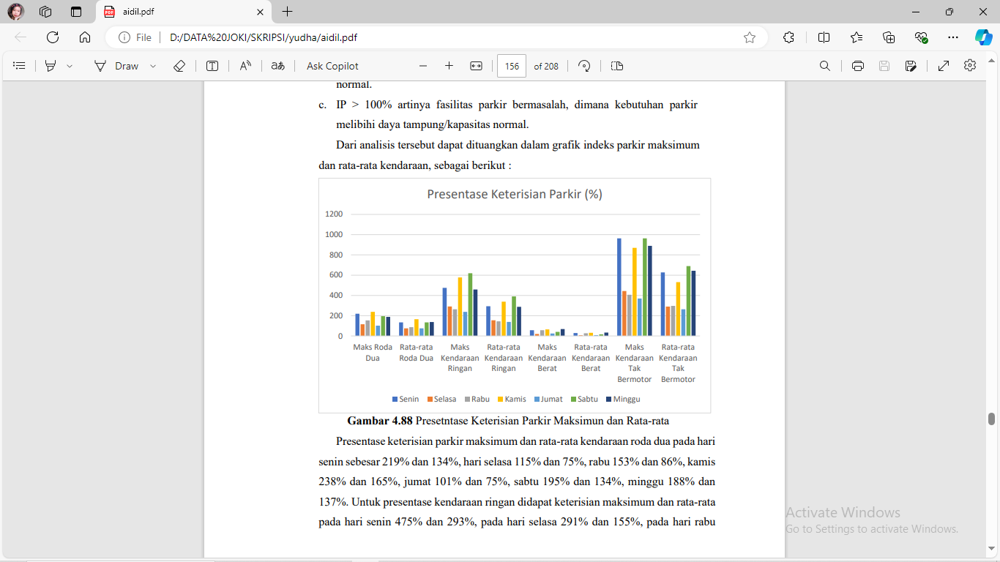 aidil.pdf
File
D:/DATA%20JOKI/SKRIPSI/yudha/aidil.pdf
Draw
Ask Copilot
156 of 208
normal.
c. IP > 100% artinya fasilitas parkir bermasalah, dimana kebutuhan parkir
melibihi daya tampung/kapasitas normal.
Dari analisis tersebut dapat dituangkan dalam grafik indeks parkir maksimum
dan rata-rata kendaraan, sebagai berikut :
Presentase Keterisian Parkir (%)
1200
1000
800
600
400
200
0
Maks Roda Dua
Rata-rata Roda Dua
Maks Kendaraan Ringan
Rata-rata Kendaraan Ringan
Maks Kendaraan Berat
Rata-rata Kendaraan Berat
Maks Kendaraan Tak Bermotor
Rata-rata Kendaraan Tak Bermotor
Senin Selasa Rabu Kamis Jumat Sabtu Minggu
Gambar 4.88 Presetntase Keterisian Parkir Maksimun dan Rata-rata
Presentase keterisian parkir maksimum dan rata-rata kendaraan roda dua pada hari
senin sebesar 219% dan 134%, hari selasa 115% dan 75%, rabu 153% dan 86%, kamis
238% dan 165%, jumat 101% dan 75%, sabtu 195% dan 134%, minggu 188% dan
137%. Untuk presentase kendaraan ringan didapat keterisian maksimum dan rata-rata
pada hari senin 475% dan 293%, pada hari selasa 291% dan 155%, pada hari rabu
Activate Windows
Go to Settings to activate Windows.